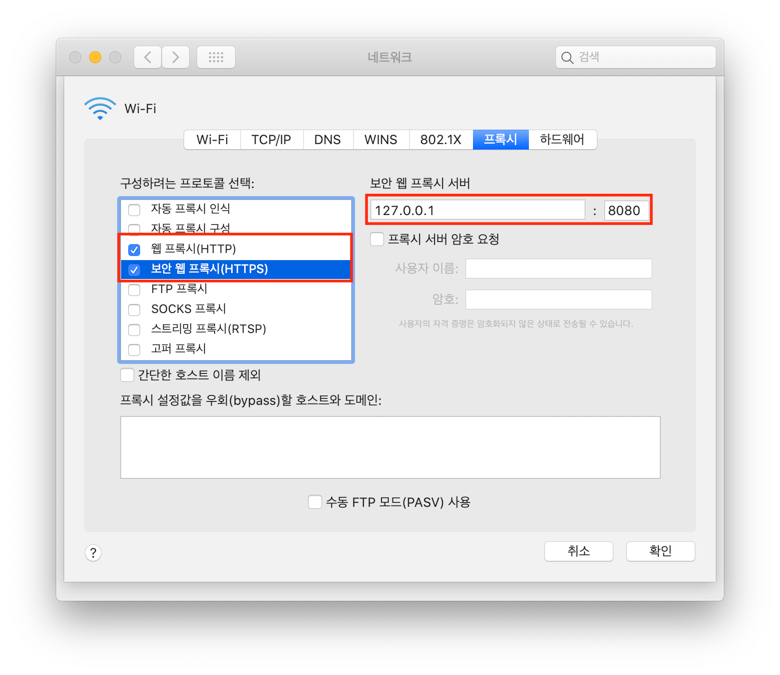 네트워크
검색
Wi-Fi
Wi-Fi TCP/IP DNS WINS 802.1X 프록시 하드웨어
구성하려는 프로토콜 선택:
자동 프록시 인식
자동 프록시 구성
웹 프록시(HTTP)
보안 웹 프록시(HTTPS)
FTP 프록시
SOCKS 프록시
스트리밍 프록시(RTSP)
고퍼 프록시
보안 웹 프록시 서버
127.0.0.1 : 8080
프록시 서버 암호 요청
사용자 이름:
암호:
사용자의 자격 증명은 암호화되지 않은 상태로 전송될 수 있습니다.
간단한 호스트 이름 제외
프록시 설정값을 우회(bypass)할 호스트와 도메인:
수동 FTP 모드(PASV) 사용
?
취소
확인